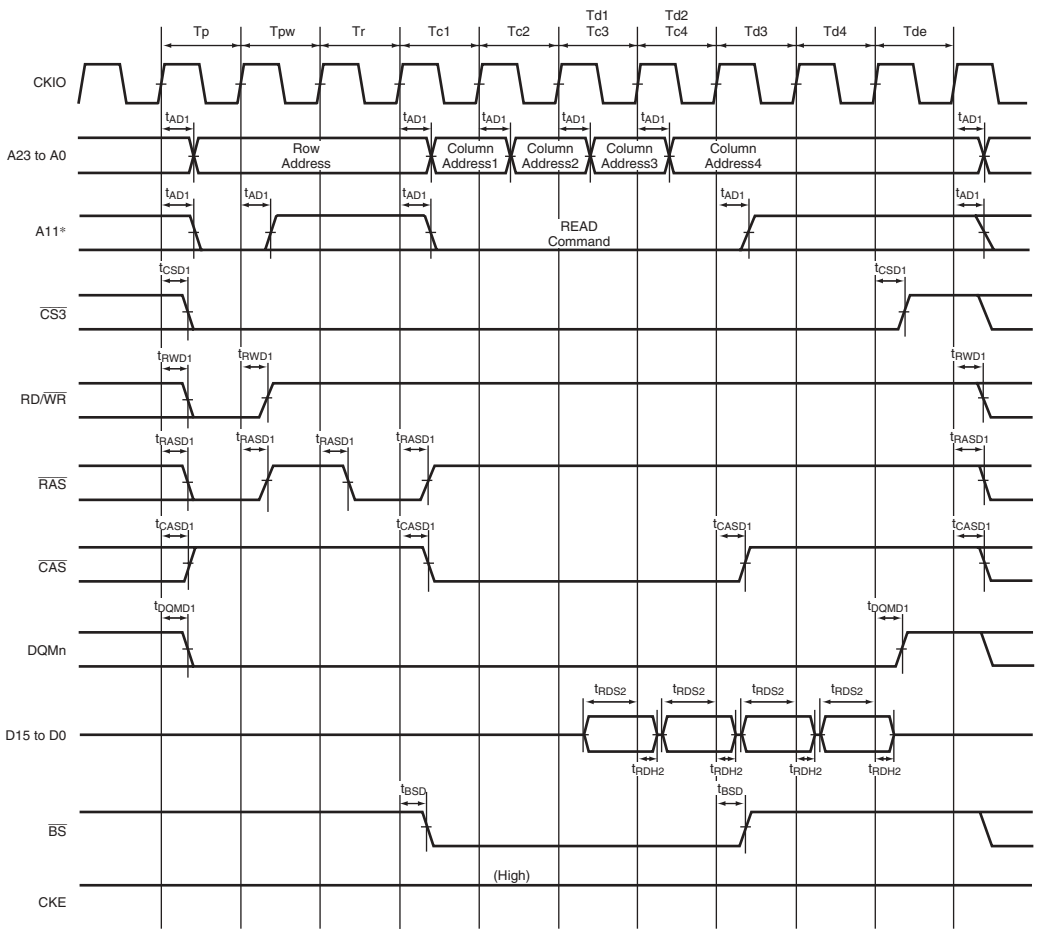 Td1 Td2
Tp Tpw Tr Tc1 Tc2 Tc3 Tc4 Td3 Td4 Tde
CKIO
tAD1 tAD1 tAD1 tAD1 tAD1 tAD1
A23 to A0
Row Address
Column Address1
Column Address2
Column Address3
Column Address4
tAD1 tAD1 tAD1 tAD1 tAD1
A11*
READ
Command
tCSD1 tCSD1
CS3
tRWD1 tRWD1 tRWD1
RD/WR
tRASD1 tRASD1 tRASD1 tRASD1 tRASD1
RAS
tCASD1 tCASD1 tCASD1 tCASD1
CAS
tDQMD1 tDQMD1
DQMn
tRDS2 tRDS2 tRDS2 tRDS2
D15 to D0
tRDH2 tRDH2 tRDH2 tRDH2
tBSD tBSD
BS
(High)
CKE